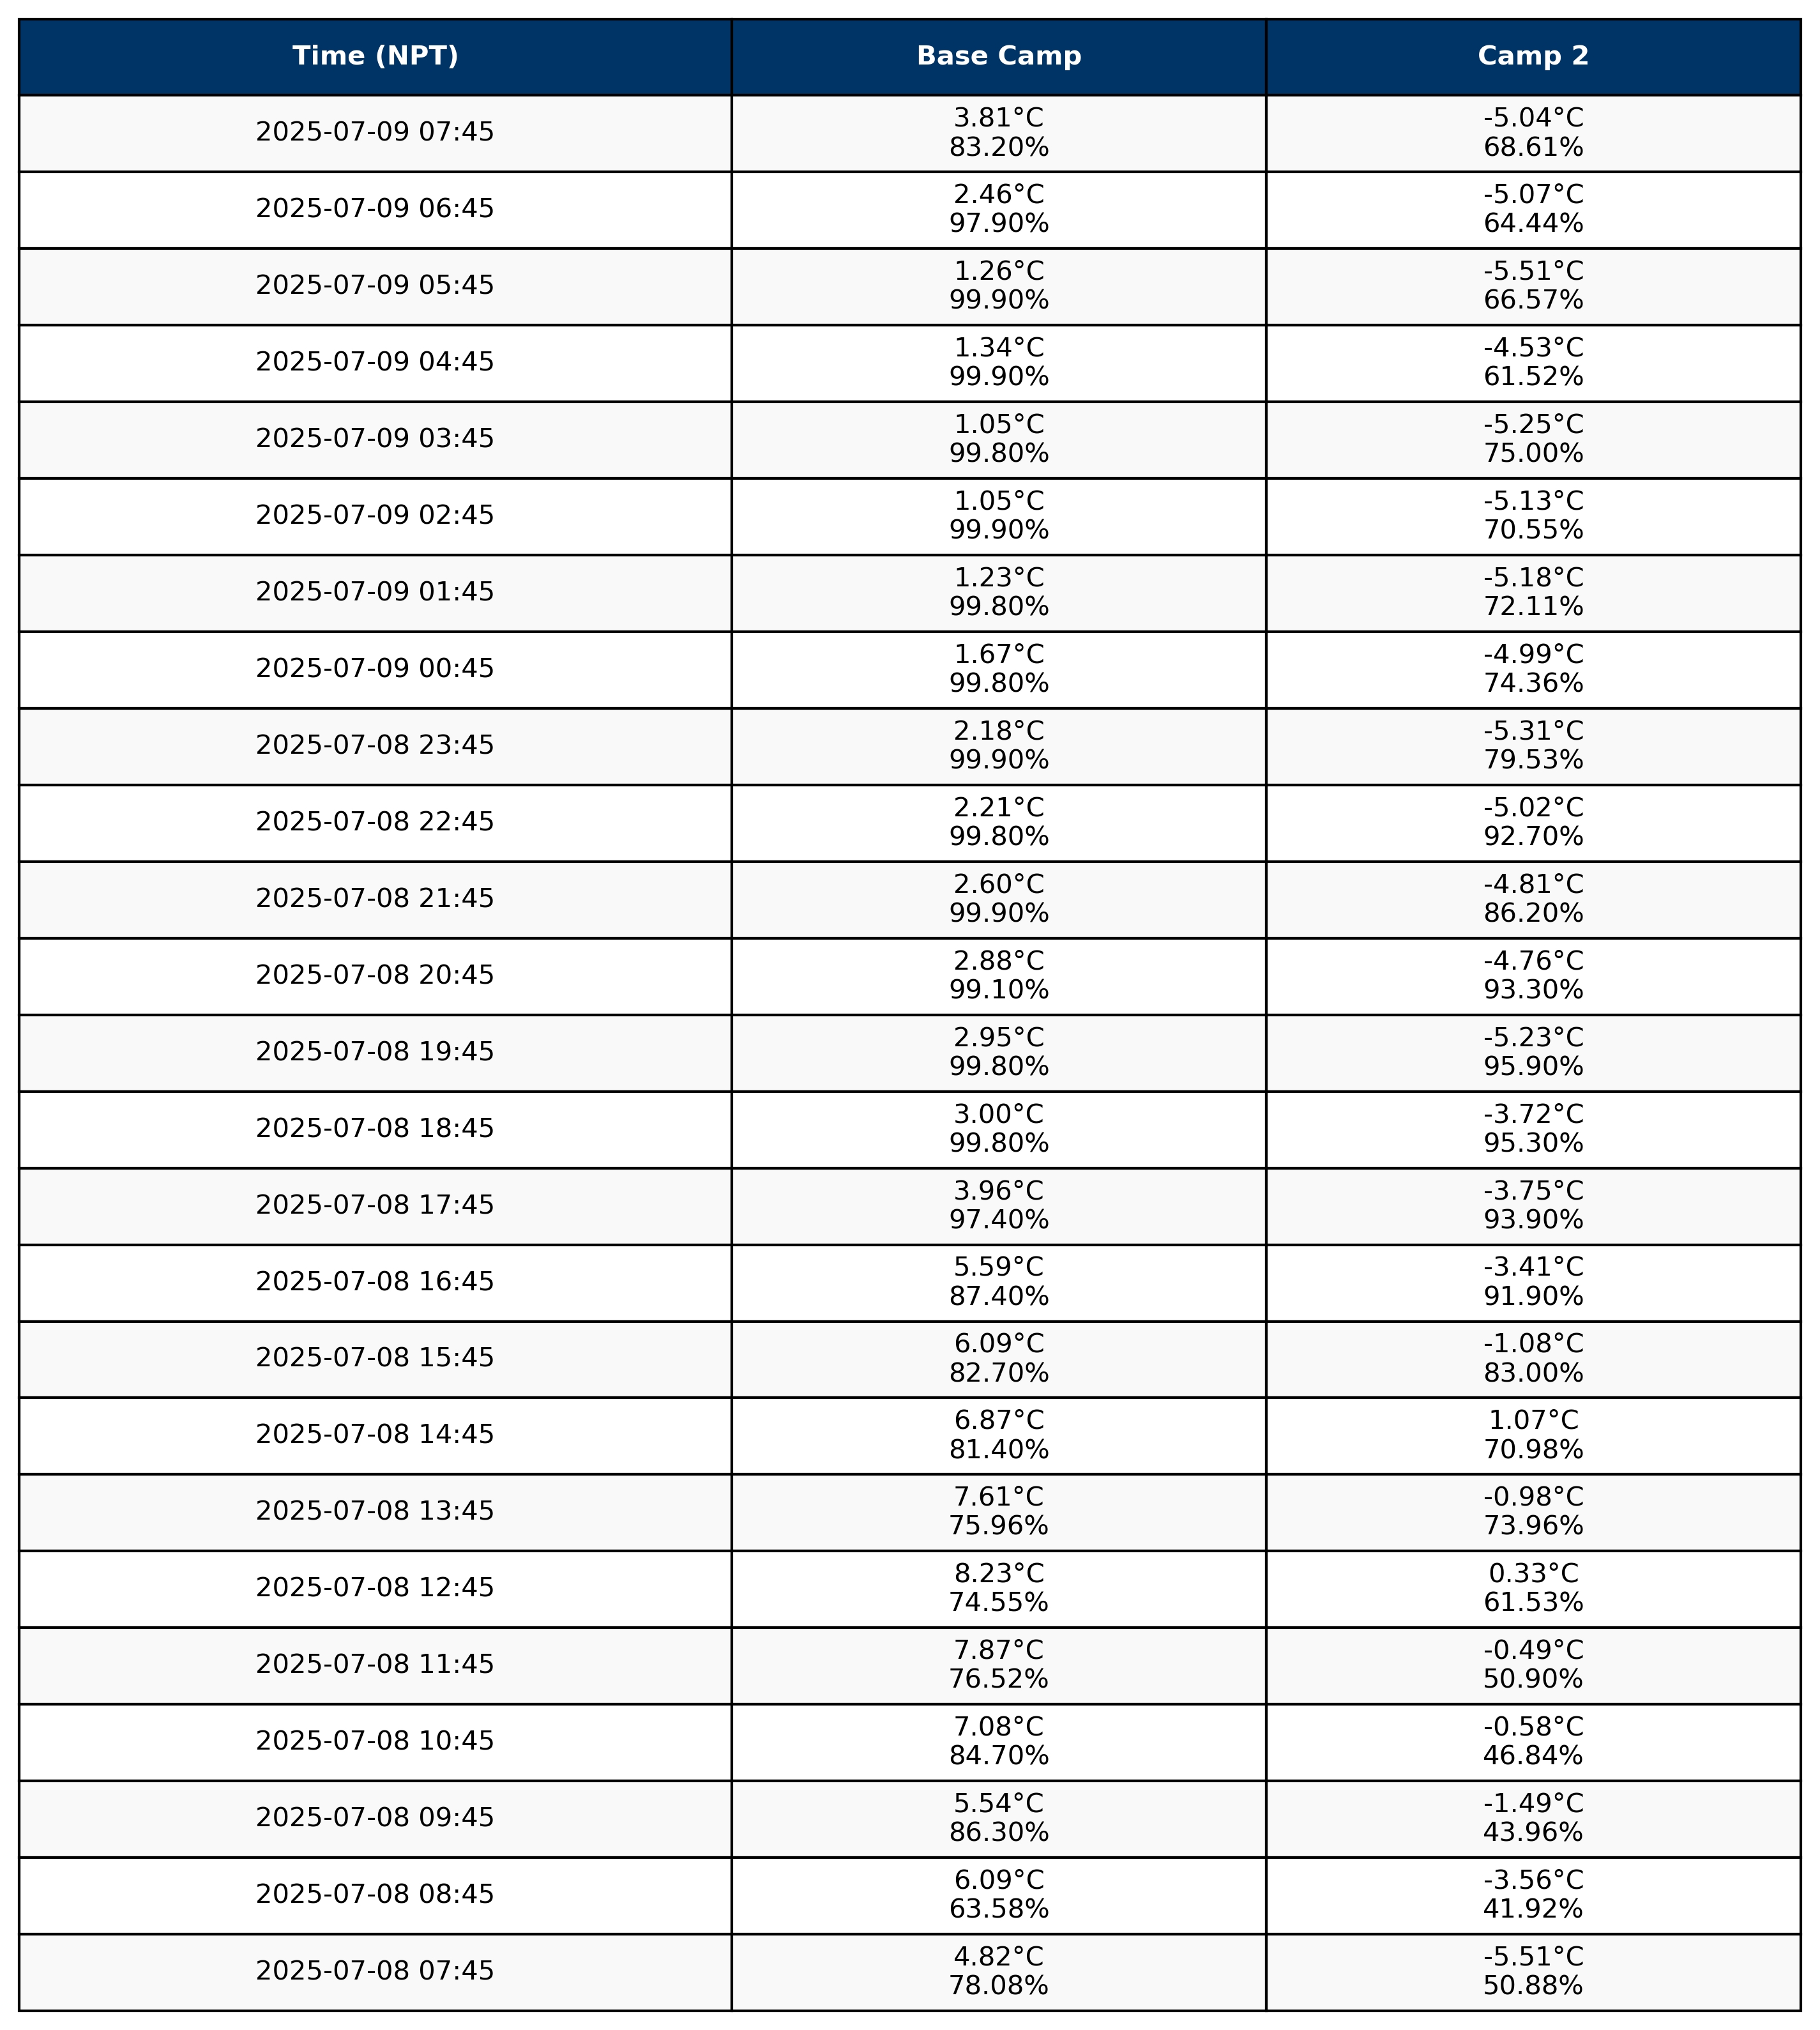 Time (NPT) Base Camp Camp 2
2025-07-09 07:45 3.81°C -5.04°C
83.20% 68.61%
2025-07-09 06:45 2.46°C -5.07°C
97.90% 64.44%
2025-07-09 05:45 1.26°C -5.51°C
99.90% 66.57%
2025-07-09 04:45 1.34°C -4.53°C
99.90% 61.52%
2025-07-09 03:45 1.05°C -5.25°C
99.80% 75.00%
2025-07-09 02:45 1.05°C -5.13°C
99.90% 70.55%
2025-07-09 01:45 1.23°C -5.18°C
99.80% 72.11%
2025-07-09 00:45 1.67°C -4.99°C
99.80% 74.36%
2025-07-08 23:45 2.18°C -5.31°C
99.90% 79.53%
2025-07-08 22:45 2.21°C -5.02°C
99.80% 92.70%
2025-07-08 21:45 2.60°C -4.81°C
99.90% 86.20%
2025-07-08 20:45 2.88°C -4.76°C
99.10% 93.30%
2025-07-08 19:45 2.95°C -5.23°C
99.80% 95.90%
2025-07-08 18:45 3.00°C -3.72°C
99.80% 95.30%
2025-07-08 17:45 3.96°C -3.75°C
97.40% 93.90%
2025-07-08 16:45 5.59°C -3.41°C
87.40% 91.90%
2025-07-08 15:45 6.09°C -1.08°C
82.70% 83.00%
2025-07-08 14:45 6.87°C 1.07°C
81.40% 70.98%
2025-07-08 13:45 7.61°C -0.98°C
75.96% 73.96%
2025-07-08 12:45 8.23°C 0.33°C
74.55% 61.53%
2025-07-08 11:45 7.87°C -0.49°C
76.52% 50.90%
2025-07-08 10:45 7.08°C -0.58°C
84.70% 46.84%
2025-07-08 09:45 5.54°C -1.49°C
86.30% 43.96%
2025-07-08 08:45 6.09°C -3.56°C
63.58% 41.92%
2025-07-08 07:45 4.82°C -5.51°C
78.08% 50.88%